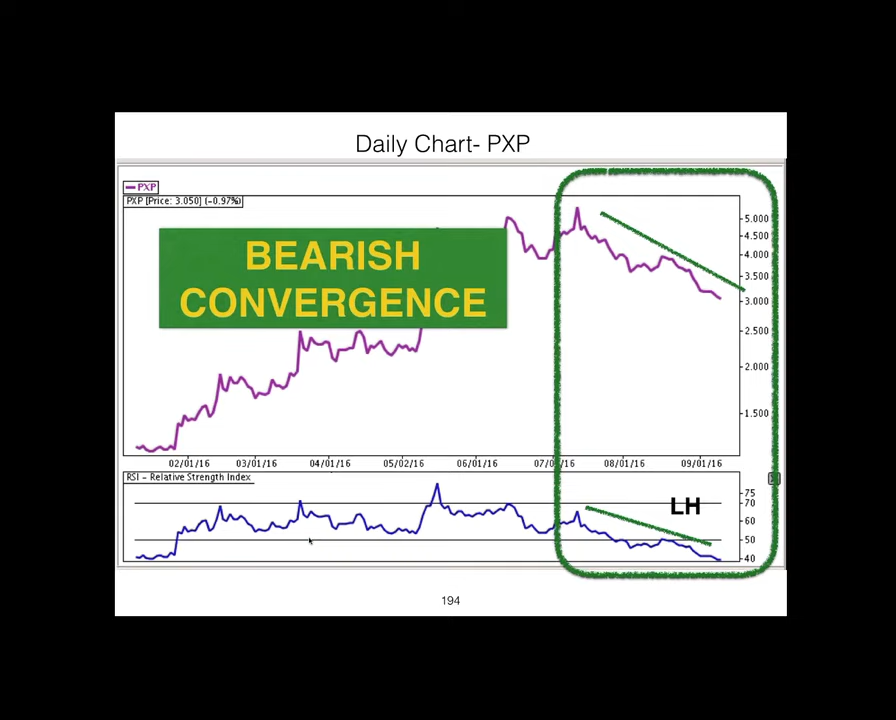 Daily Chart- PXP
PXP
PXP [Price: 3.050] (-0.97%)
BEARISH
CONVERGENCE
5.000
4.500
4.000
3.500
3.000
2.500
2.000
1.500
02/01/16 03/01/16 04/01/16 05/02/16 06/01/16 07/0 /16 08/01/16 09/01/16
RSI - Relative Strength Index
LH
75
70
60
50
40
194